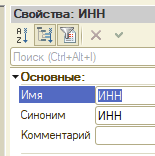 Свойства: ИНН
Поиск (Ctrl+Alt+I)
Основные:
Имя ИНН
Синоним ИНН
Комментарий